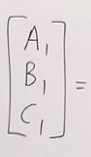 A₁
B₁ =
C₁